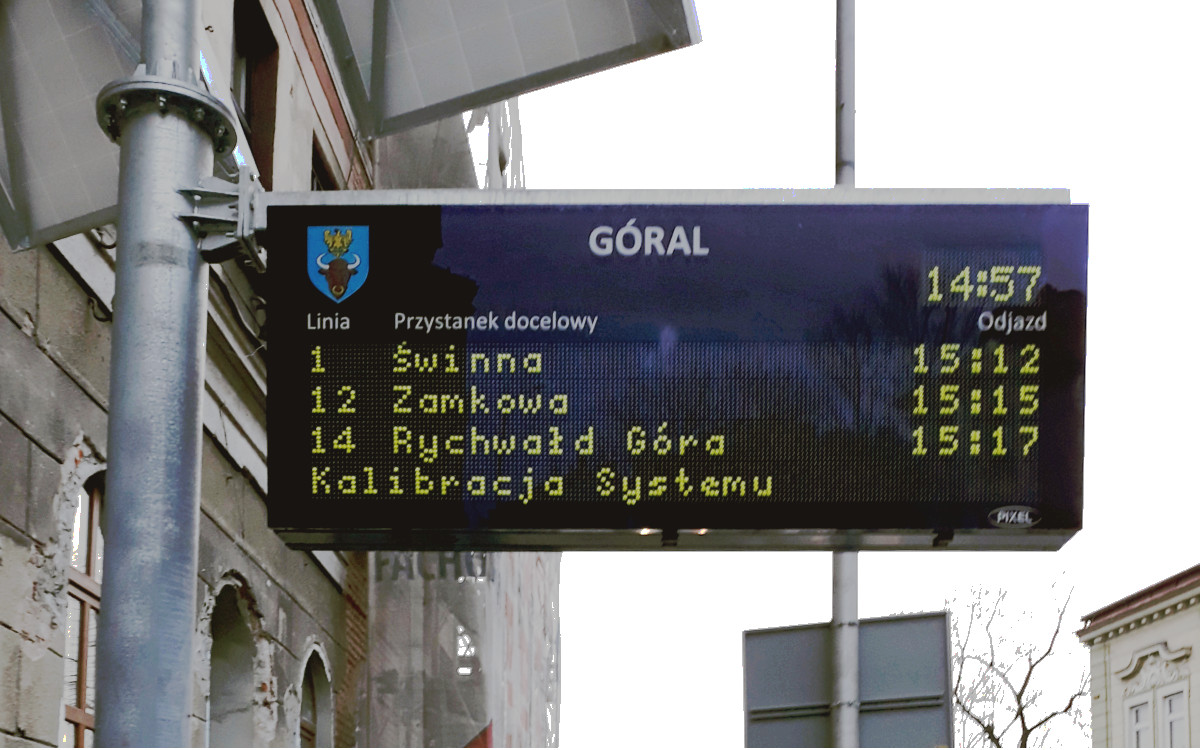 GÓRAL
14:57
Linia Przystanek docelowy Odjazd
1 Świnna 15:12
12 Zamkowa 15:15
14 Rychwałd Góra 15:17
Kalibracja Systemu
PIXEL